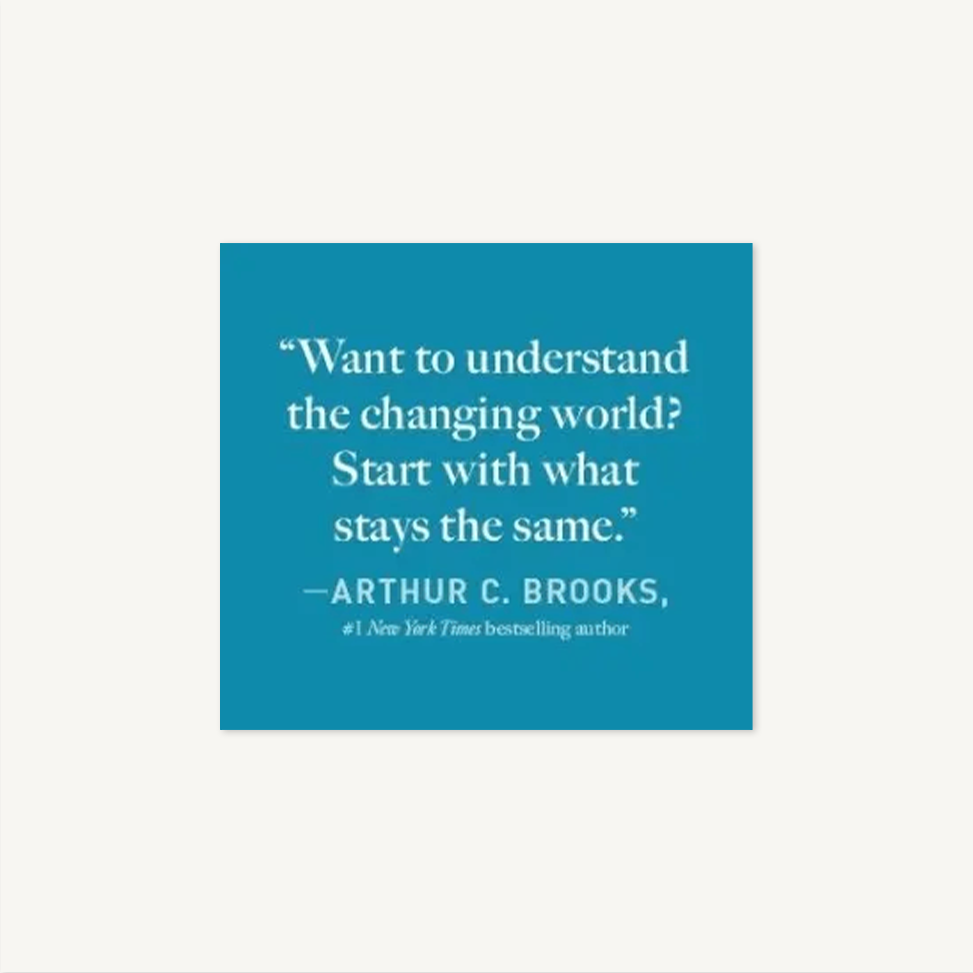 “Want to understand
the changing world?
Start with what
stays the same.”
—ARTHUR C. BROOKS,
#1 New York Times bestselling author